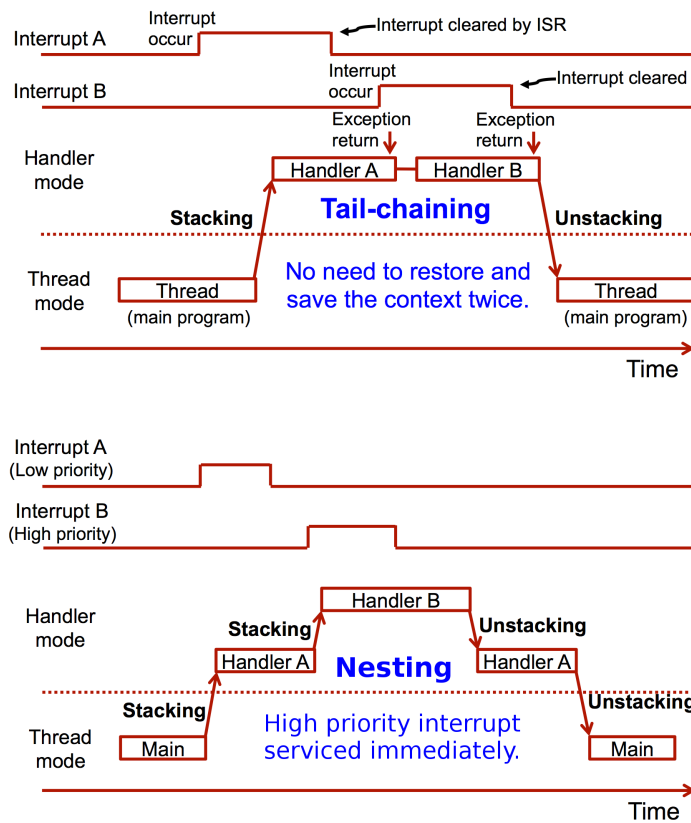 Interrupt
occur
Interrupt cleared by ISR
Interrupt A
Interrupt
occur
Interrupt cleared
Interrupt B
Exception
return
Exception
return
Handler
mode
Handler A
Handler B
Stacking
Tail-chaining
Unstacking
No need to restore and
save the context twice.
Thread
mode
Thread
(main program)
Thread
(main program)
Time
Interrupt A
(Low priority)
Interrupt B
(High priority)
Handler
mode
Handler B
Stacking
Unstacking
Handler A
Nesting
Handler A
Stacking
Unstacking
High priority interrupt
serviced immediately.
Thread
mode
Main
Main
Time